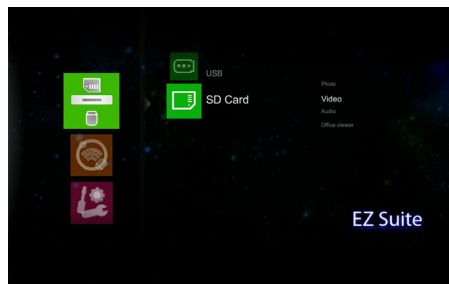 USB
SD Card
Photo
Video
Audio
Office viewer
EZ Suite